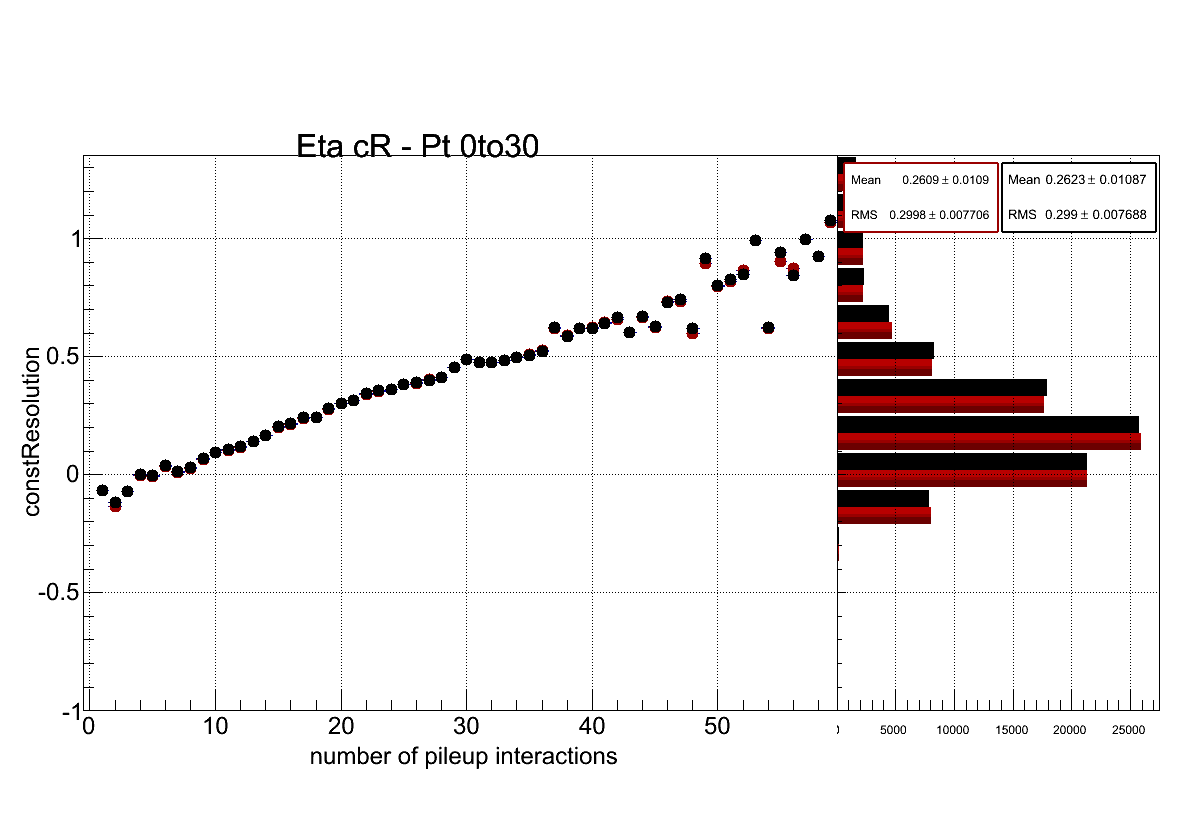 Eta cR - Pt 0to30
Mean 0.2609 ± 0.0109
RMS 0.2998 ± 0.007706
Mean 0.2623 ± 0.01087
RMS 0.299 ± 0.007688
constResolution
1
0.5
0
-0.5
-1
0 10 20 30 40 50
number of pileup interactions
5000 10000 15000 20000 25000